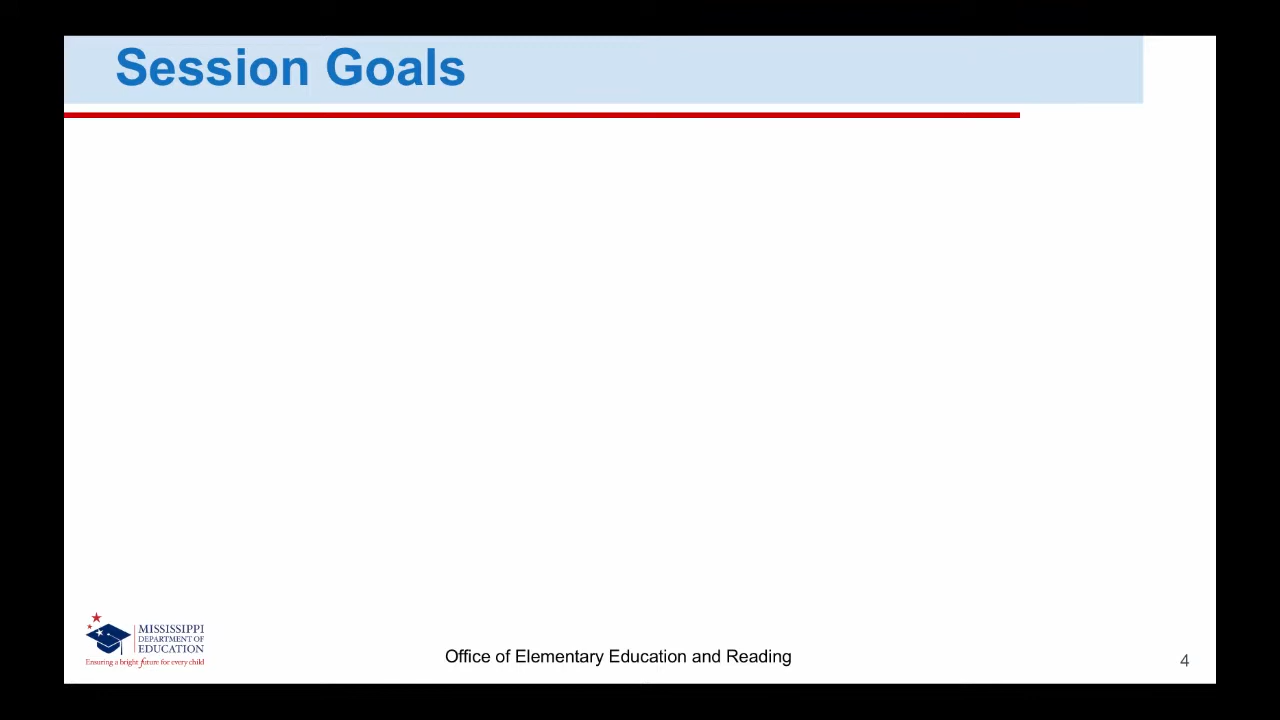 Session Goals
MISSISSIPPI
DEPARTMENT OF
EDUCATION
Ensuring a bright future for every child
Office of Elementary Education and Reading
4